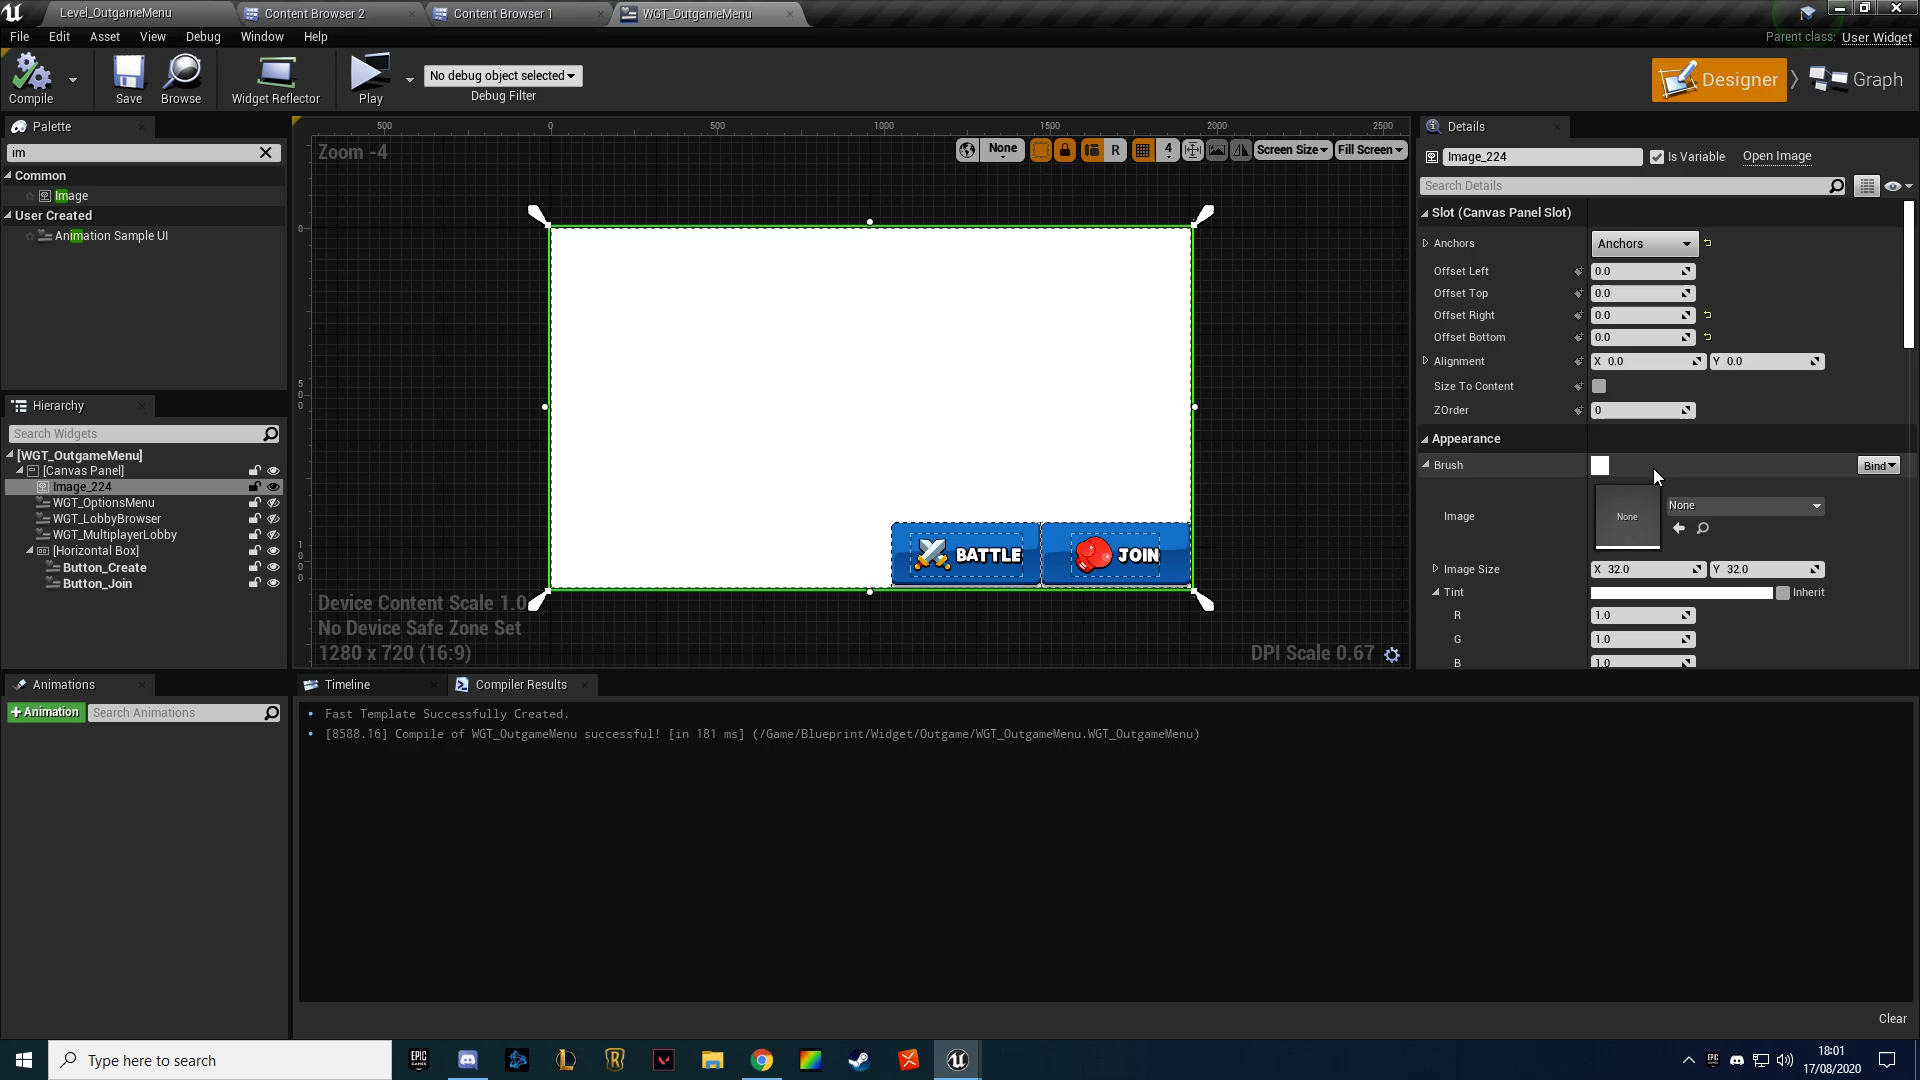 Level_OutgameMenu
Content Browser 2
Content Browser 1
WGT_OutgameMenu
File Edit Asset View Debug Window Help
Parent class: User Widget
Compile
Save
Browse
Widget Reflector
Play
No debug object selected
Debug Filter
Designer
Graph
Palette
im
Common
Image
User Created
Animation Sample UI
Hierarchy
Search Widgets
[WGT_OutgameMenu]
[Canvas Panel]
Image_224
WGT_OptionsMenu
WGT_LobbyBrowser
WGT_MultiplayerLobby
[Horizontal Box]
Button_Create
Button_Join
Animations
+Animation
Search Animations
500 0 500 1000 1500 2000 2500
Zoom -4
None
R
4
Screen Size
Fill Screen
0
500
1000
BATTLE
JOIN
Device Content Scale 1.0
No Device Safe Zone Set
1280 x 720 (16:9)
DPI Scale 0.67
Details
Image_224
Is Variable
Open Image
Search Details
Slot (Canvas Panel Slot)
Anchors Anchors
Offset Left 0.0
Offset Top 0.0
Offset Right 0.0
Offset Bottom 0.0
Alignment X 0.0 Y 0.0
Size To Content
ZOrder 0
Appearance
Brush Bind
Image None None
Image Size X 32.0 Y 32.0
Tint Inherit
R 1.0
G 1.0
B 1.0
Timeline
Compiler Results
Fast Template Successfully Created.
[8588.16] Compile of WGT_OutgameMenu successful! [in 181 ms] (/Game/Blueprint/Widget/Outgame/WGT_OutgameMenu.WGT_OutgameMenu)
Clear
Type here to search
EPIC GAMES
18:01
17/08/2020